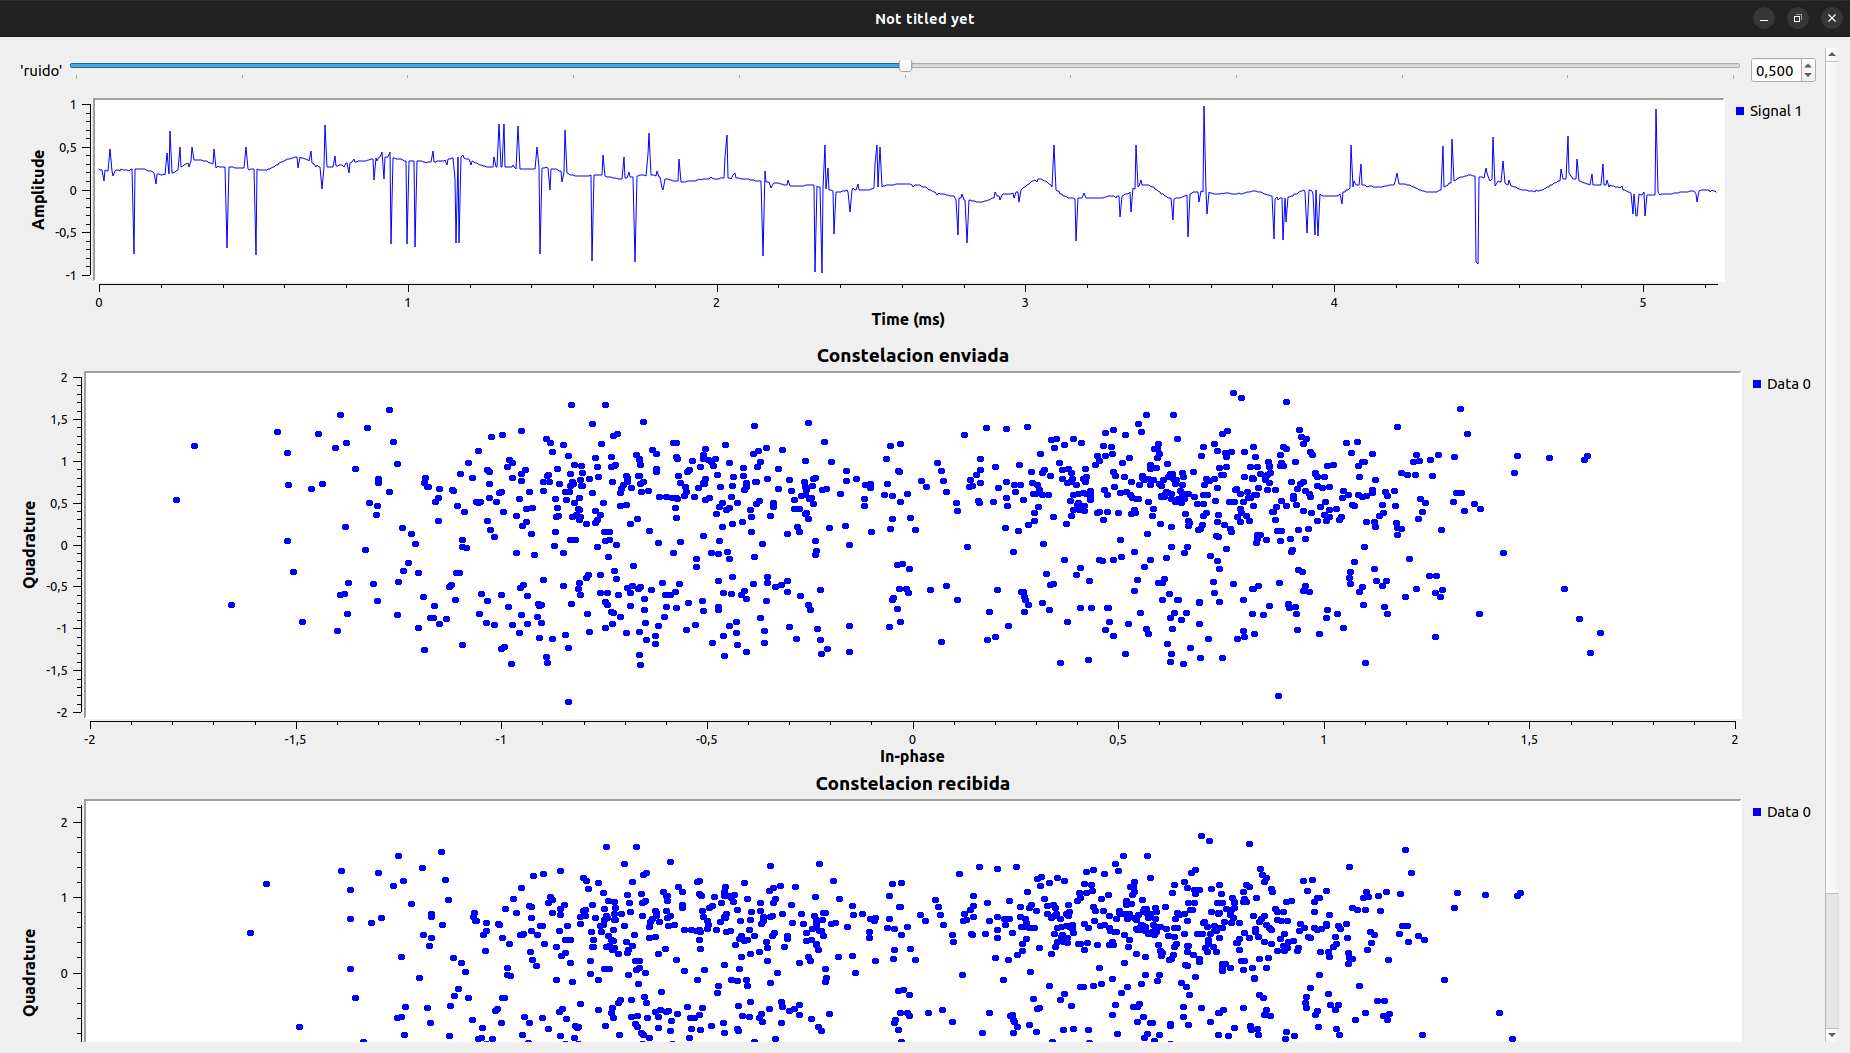 Not titled yet
'ruido'
0,500
Signal 1
Amplitude
1
0,5
0
-0,5
-1
0 1 2 3 4 5
Time (ms)
Constelacion enviada
Data 0
Quadrature
2
1,5
1
0,5
0
-0,5
-1
-1,5
-2
-2 -1,5 -1 -0,5 0 0,5 1 1,5 2
In-phase
Constelacion recibida
Data 0
Quadrature
2
1
0